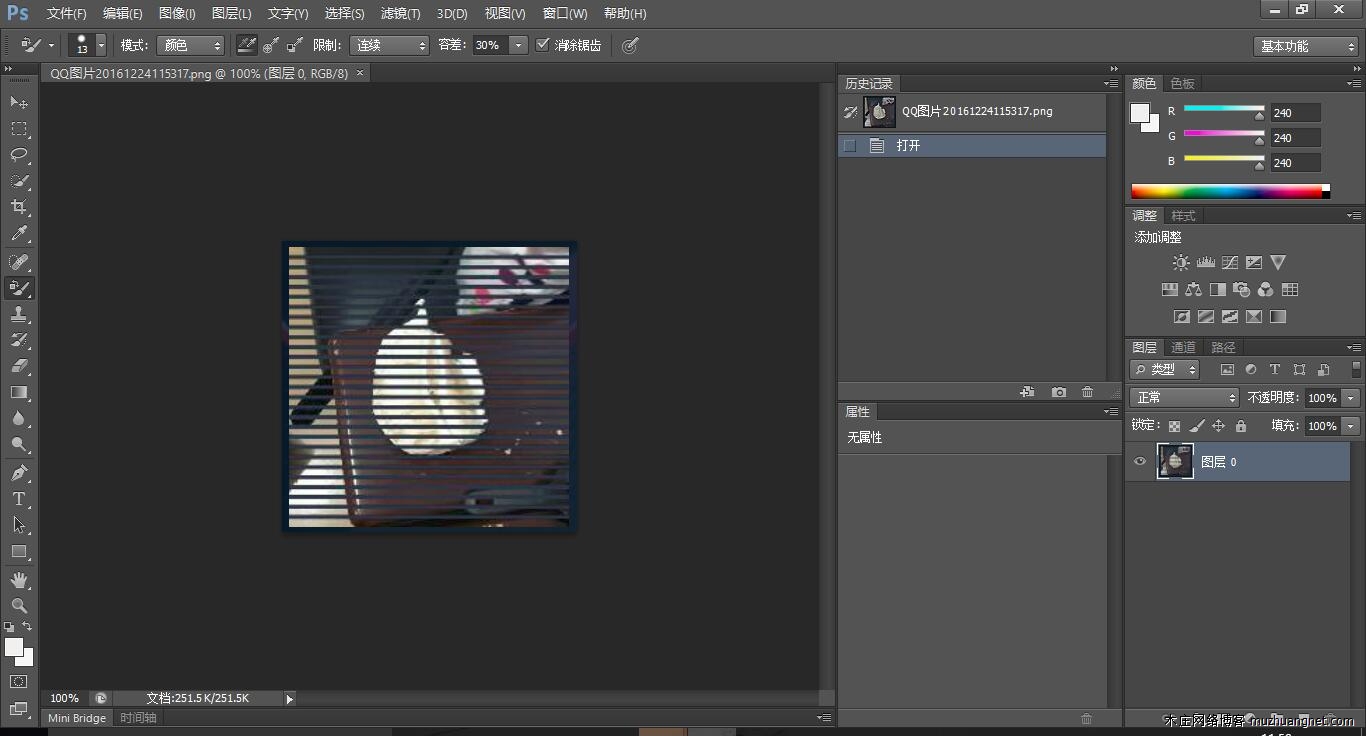 Ps 文件(F) 编辑(E) 图像(I) 图层(L) 文字(Y) 选择(S) 滤镜(T) 3D(D) 视图(V) 窗口(W) 帮助(H)
13 模式: 颜色 限制: 连续 容差: 30% 消除锯齿 基本功能
QQ图片20161224115317.png @ 100% (图层 0, RGB/8) ×
历史记录
QQ图片20161224115317.png
打开
颜色 色板
R 240
G 240
B 240
调整 样式
添加调整
属性
无属性
图层 通道 路径
类型
正常 不透明度: 100%
锁定: 填充: 100%
图层 0
100% 文档:251.5K/251.5K
Mini Bridge 时间轴
木庄网络博客-muzhuangnet.com